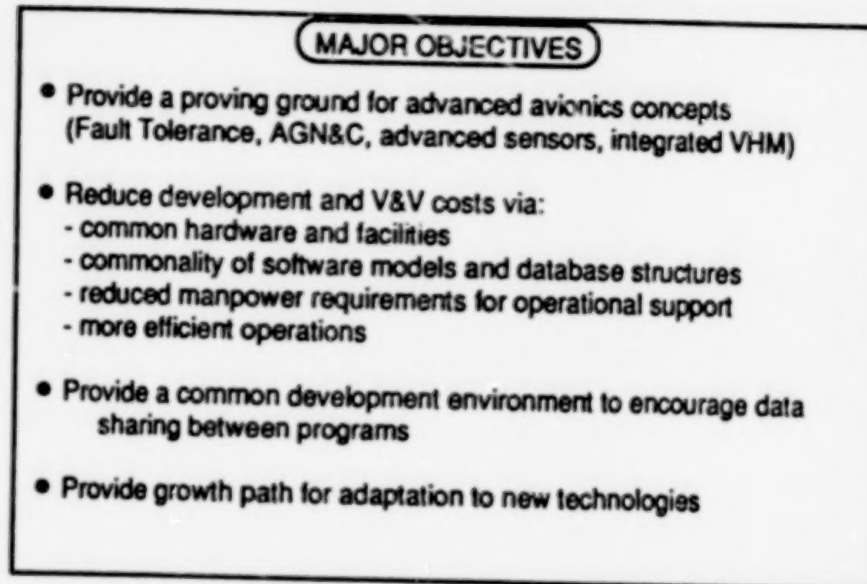 MAJOR OBJECTIVES
• Provide a proving ground for advanced avionics concepts
(Fault Tolerance, AGN&C, advanced sensors, integrated VHM)
• Reduce development and V&V costs via:
- common hardware and facilities
- commonality of software models and database structures
- reduced manpower requirements for operational support
- more efficient operations
• Provide a common development environment to encourage data
sharing between programs
• Provide growth path for adaptation to new technologies